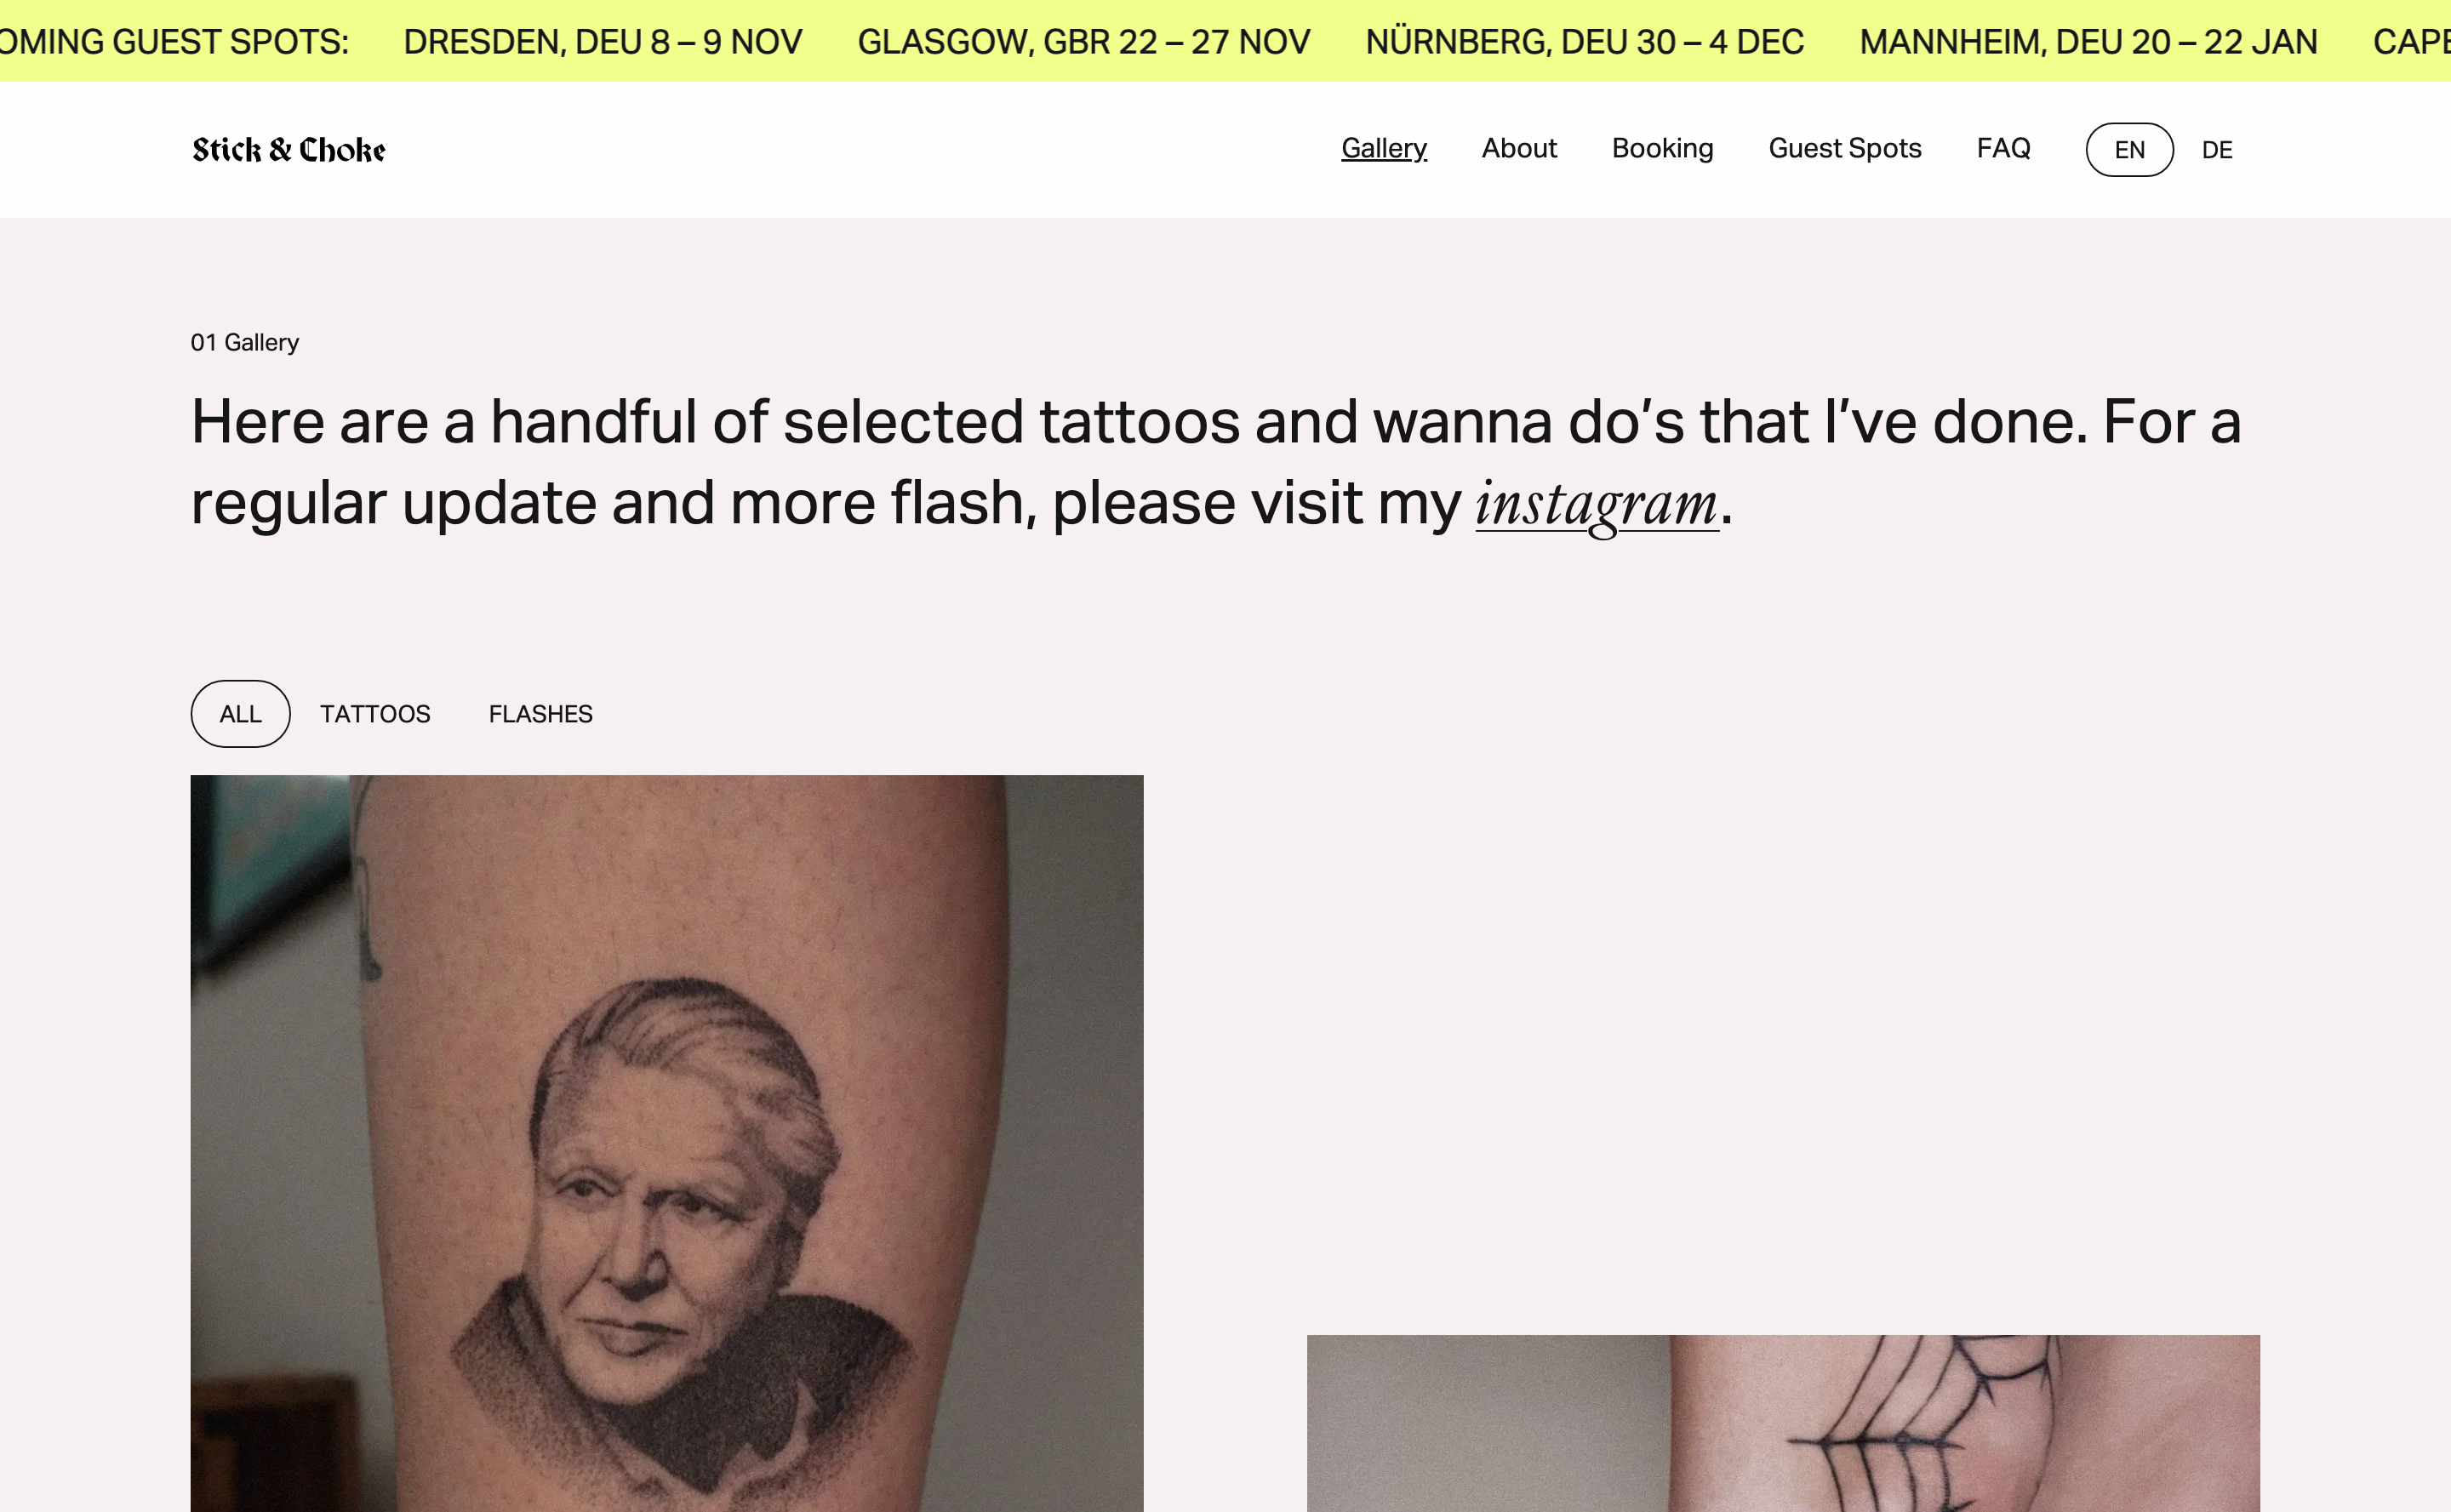 OMING GUEST SPOTS: DRESDEN, DEU 8 – 9 NOV GLASGOW, GBR 22 – 27 NOV NÜRNBERG, DEU 30 – 4 DEC MANNHEIM, DEU 20 – 22 JAN CAPE
Stick & Choke
Gallery About Booking Guest Spots FAQ EN DE
01 Gallery
Here are a handful of selected tattoos and wanna do’s that I’ve done. For a
regular update and more flash, please visit my instagram.
ALL TATTOOS FLASHES